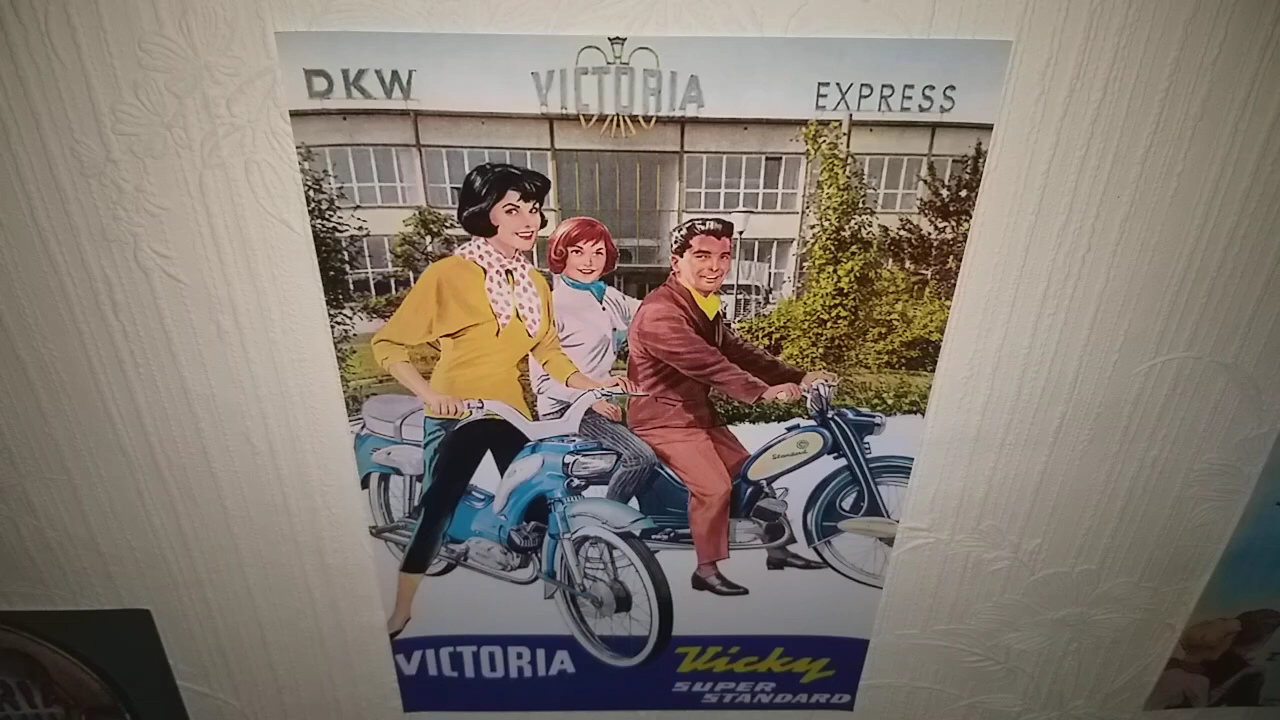 DKW VICTORIA EXPRESS
Standard
VICTORIA Vicky
SUPER
STANDARD